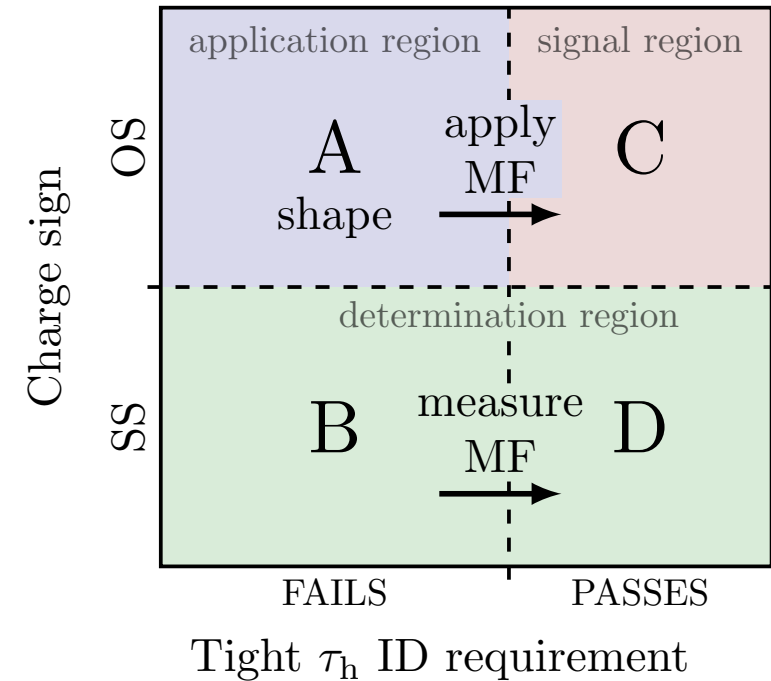 application region
signal region
OS
A
apply
MF
C
shape
Charge sign
determination region
SS
B
measure
MF
D
FAILS
PASSES
Tight τh ID requirement